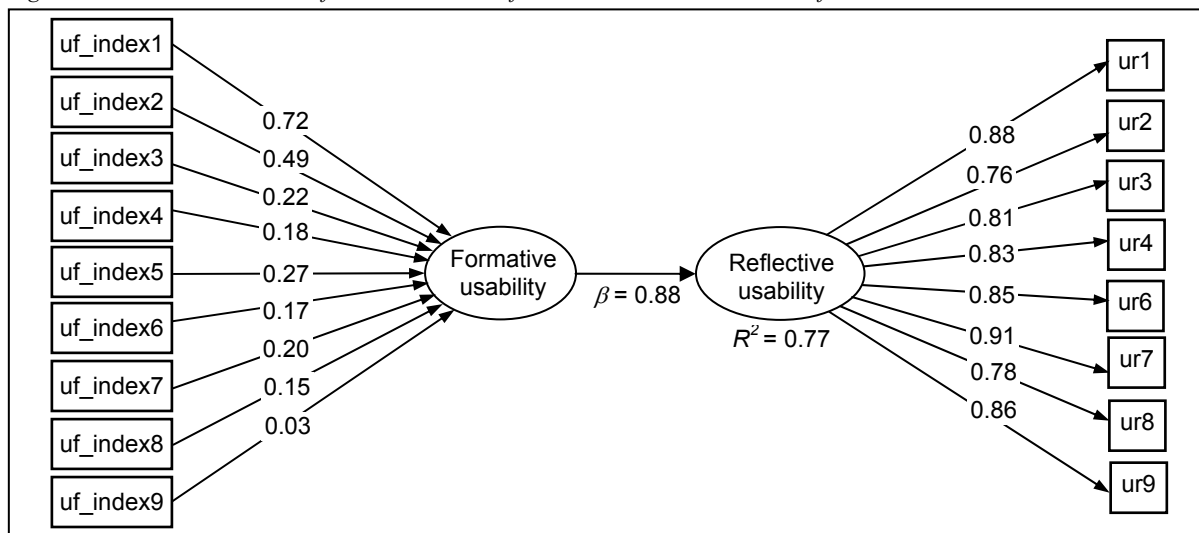 uf_index1
uf_index2
uf_index3
uf_index4
uf_index5
uf_index6
uf_index7
uf_index8
uf_index9
0.72
0.49
0.22
0.18
0.27
0.17
0.20
0.15
0.03
Formative
usability
β = 0.88
Reflective
usability
R² = 0.77
0.88
0.76
0.81
0.83
0.85
0.91
0.78
0.86
ur1
ur2
ur3
ur4
ur6
ur7
ur8
ur9